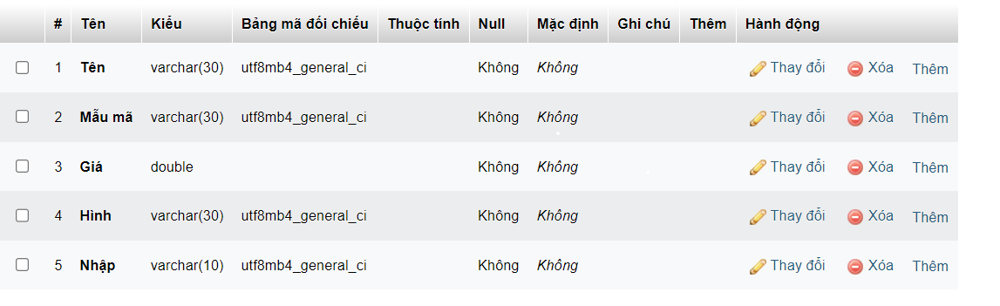 # Tên Kiểu Bảng mã đối chiếu Thuộc tính Null Mặc định Ghi chú Thêm Hành động
1 Tên varchar(30) utf8mb4_general_ci Không Không Thay đổi Xóa Thêm
2 Mẫu mã varchar(30) utf8mb4_general_ci Không Không Thay đổi Xóa Thêm
3 Giá double Không Không Thay đổi Xóa Thêm
4 Hình varchar(30) utf8mb4_general_ci Không Không Thay đổi Xóa Thêm
5 Nhập varchar(10) utf8mb4_general_ci Không Không Thay đổi Xóa Thêm